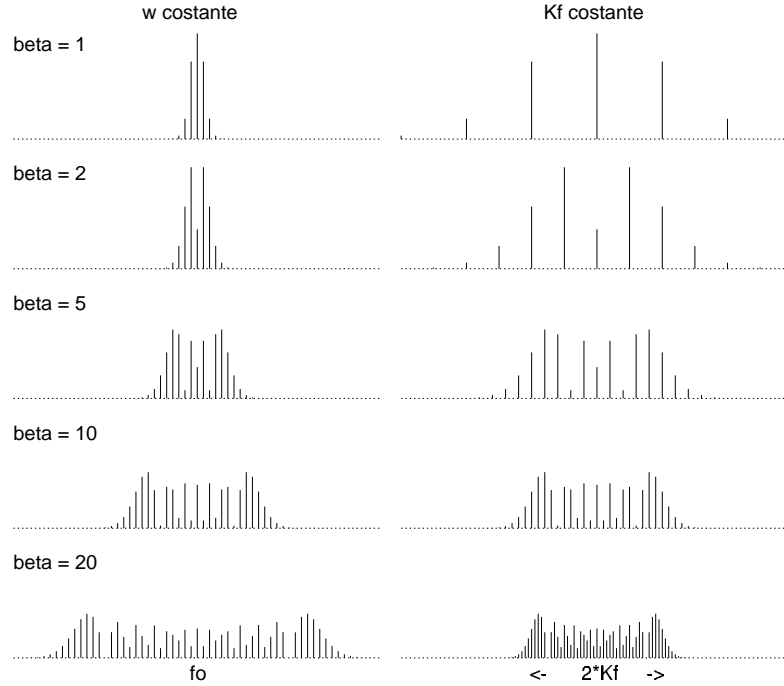 w costante Kf costante
beta = 1
beta = 2
beta = 5
beta = 10
beta = 20
fo <- 2*Kf ->